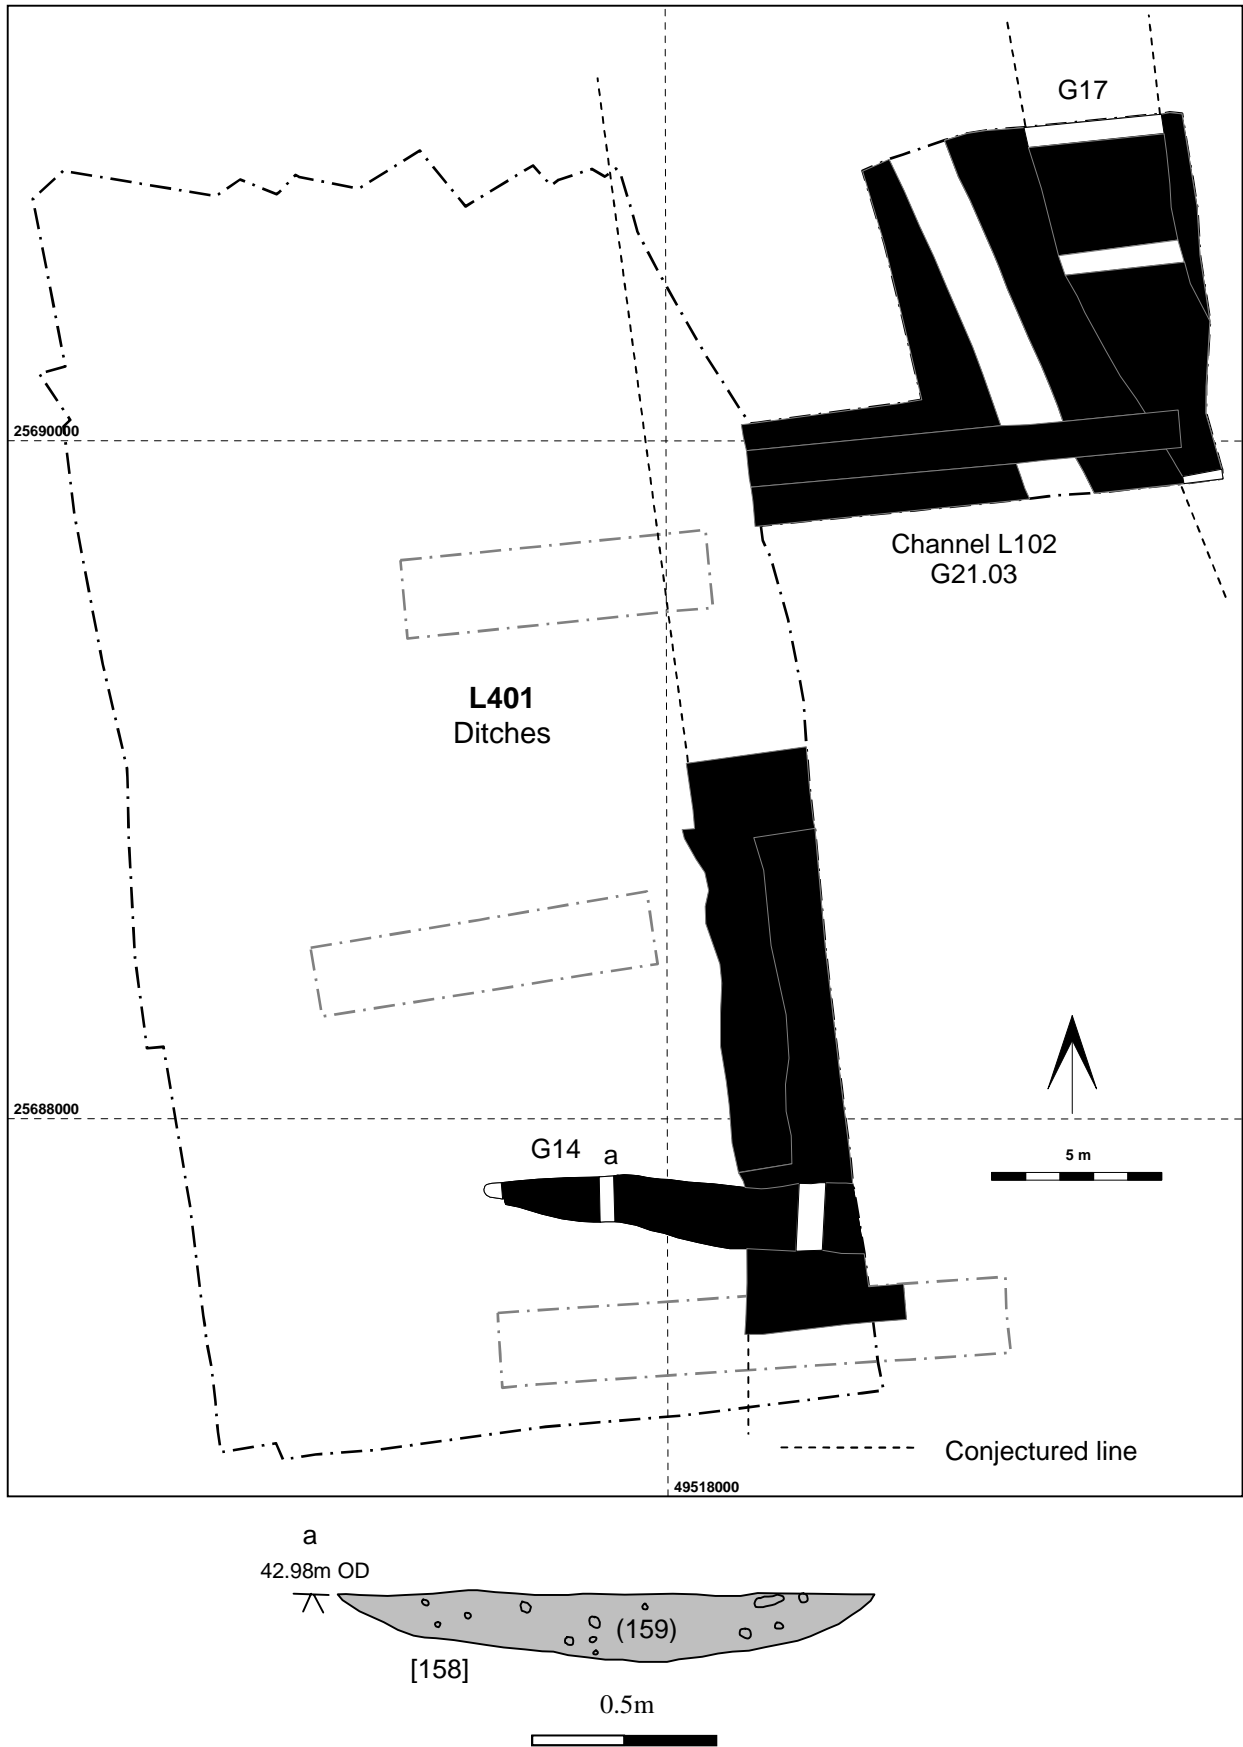 G17
25690000
Channel L102
G21.03
L401
Ditches
25688000
G14
a
5 m
Conjectured line
49518000
a
42.98m OD
(159)
[158]
0.5m